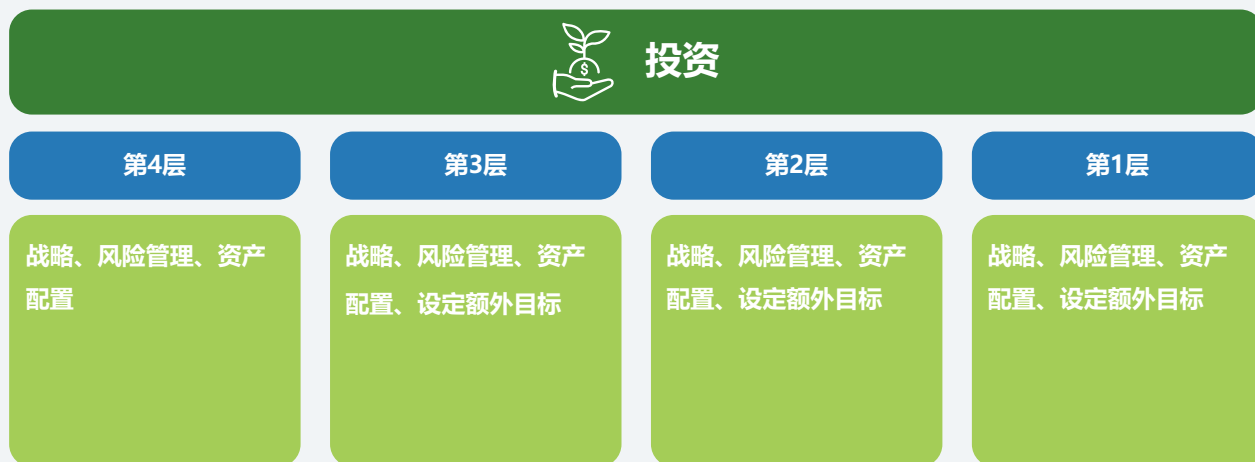 $
投资
第4层
第3层
第2层
第1层
战略、风险管理、资产
配置
战略、风险管理、资产
配置、设定额外目标
战略、风险管理、资产
配置、设定额外目标
战略、风险管理、资产
配置、设定额外目标